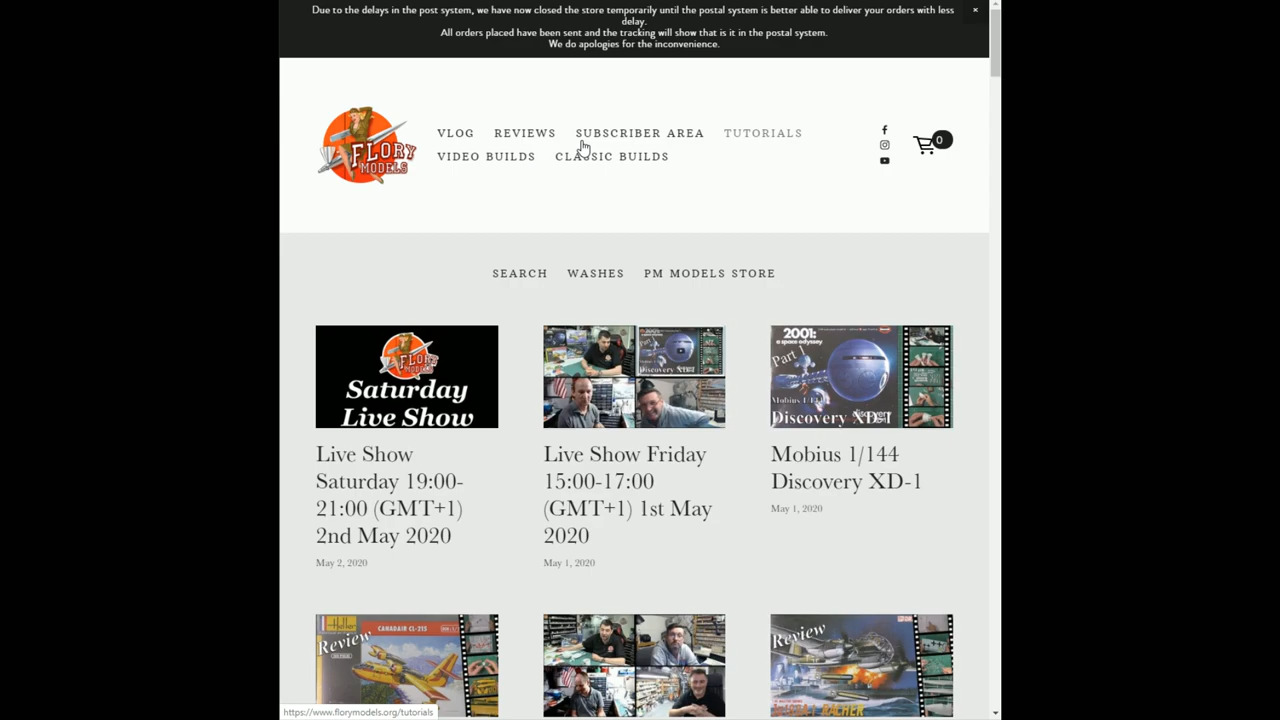 Due to the delays in the post system, we have now closed the store temporarily until the postal system is better able to deliver your orders with less
delay.
All orders placed have been sent and the tracking will show that is it in the postal system.
We do apologies for the inconvenience.
×
FLORY
MODELS
VLOG REVIEWS SUBSCRIBER AREA TUTORIALS
VIDEO BUILDS CLASSIC BUILDS
0
SEARCH WASHES PM MODELS STORE
FLORY
Saturday
Live Show
Discovery XD-1
2001:
a space odyssey
Part 1
Mobius 1/144
Discovery XD-1
Live Show
Saturday 19:00-
21:00 (GMT+1)
2nd May 2020
May 2, 2020
Live Show Friday
15:00-17:00
(GMT+1) 1st May
2020
May 1, 2020
Mobius 1/144
Discovery XD-1
May 1, 2020
Heller
CANADAIR CL-215
Review
Review
https://www.florymodels.org/tutorials